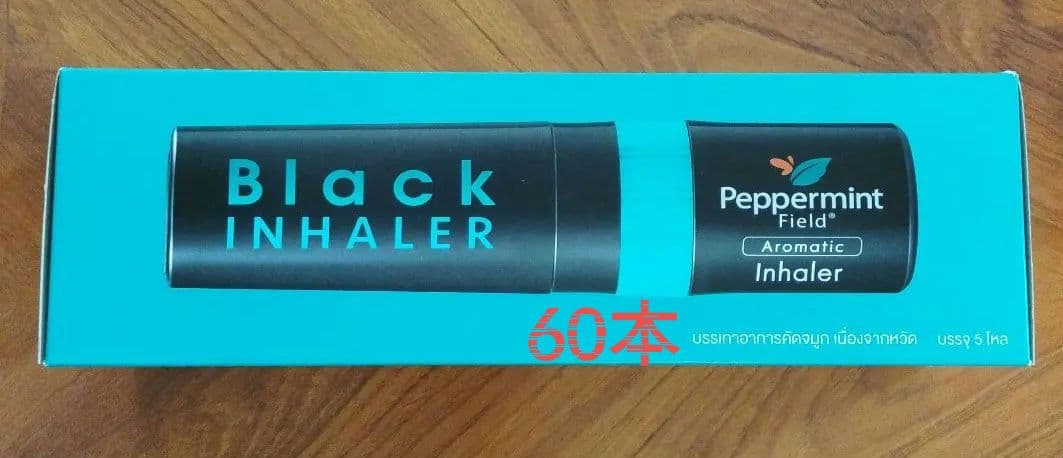 Black
INHALER
Peppermint
Field®
Aromatic
Inhaler
60本
บรรเทาอาการคัดจมูก เนื่องจากหวัด บรรจุ 5 โหล